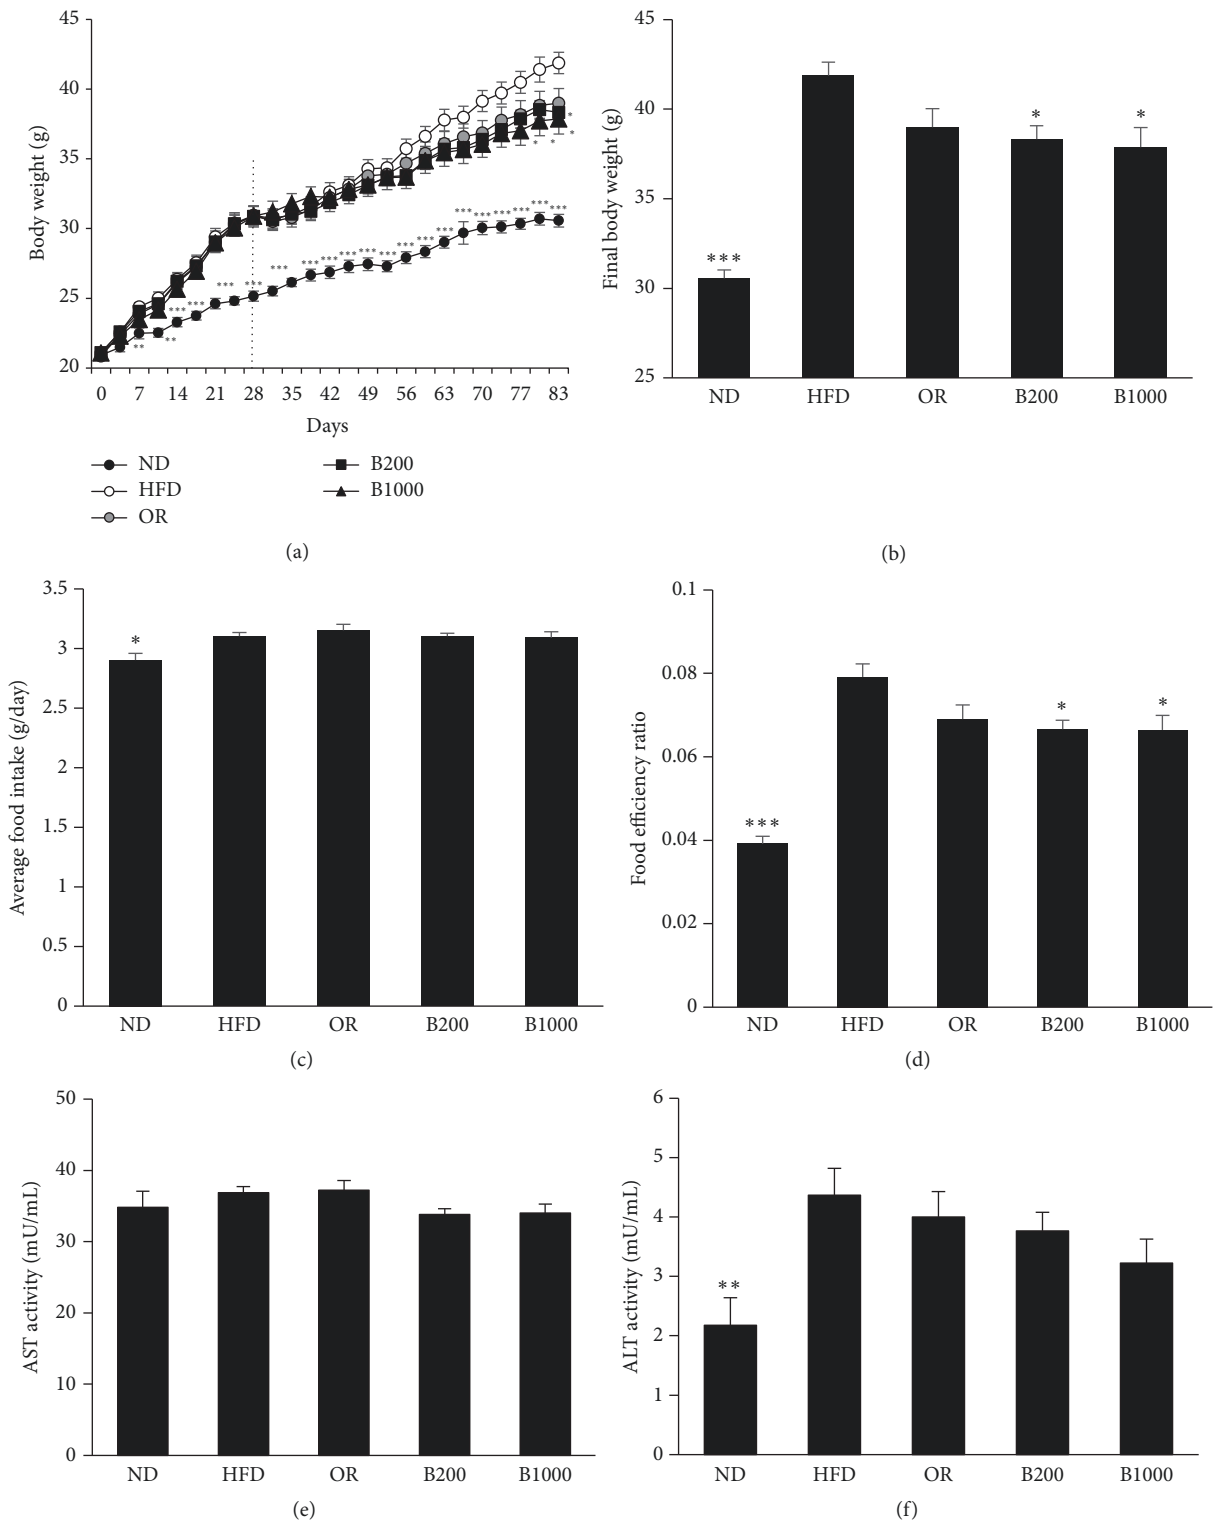 45
40
35
30
25
20
Body weight (g)
*
*
* *
*** *** *** *** *** ***
*** *** *** *** *** *** *** ***
*** ***
*** ***
** **
0 7 14 21 28 35 42 49 56 63 70 77 83
Days
ND
HFD
OR
B200
B1000
(a)
45
40
35
30
25
Final body weight (g)
***
*
*
ND HFD OR B200 B1000
(b)
3.5
3
2.5
2
1.5
1
0.5
0
Average food intake (g/day)
*
ND HFD OR B200 B1000
(c)
0.1
0.08
0.06
0.04
0.02
0
Food efficiency ratio
***
*
*
ND HFD OR B200 B1000
(d)
50
40
30
20
10
0
AST activity (mU/mL)
ND HFD OR B200 B1000
(e)
6
5
4
3
2
1
0
ALT activity (mU/mL)
**
ND HFD OR B200 B1000
(f)